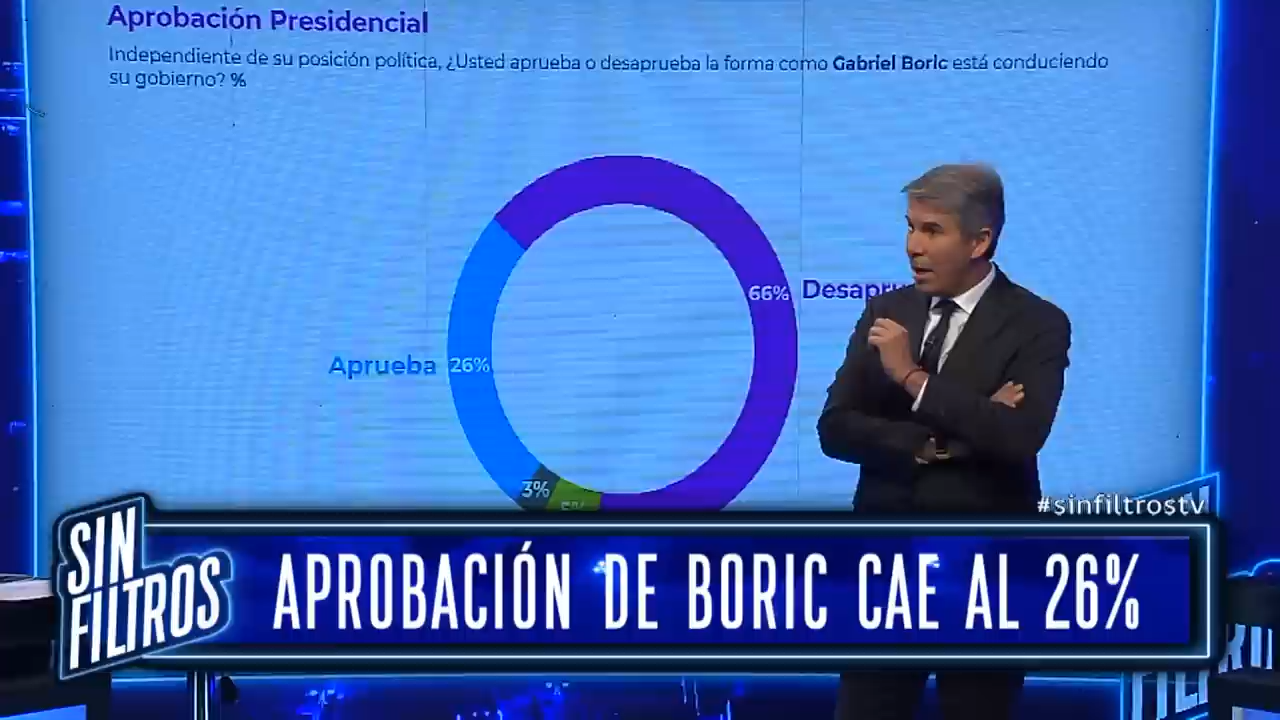 Aprobación Presidencial
Independiente de su posición política, ¿Usted aprueba o desaprueba la forma como Gabriel Boric está conduciendo
su gobierno? %
66%
Aprueba 26%
3%
#sinfiltrostv
SIN
FILTROS
APROBACIÓN DE BORIC CAE AL 26%